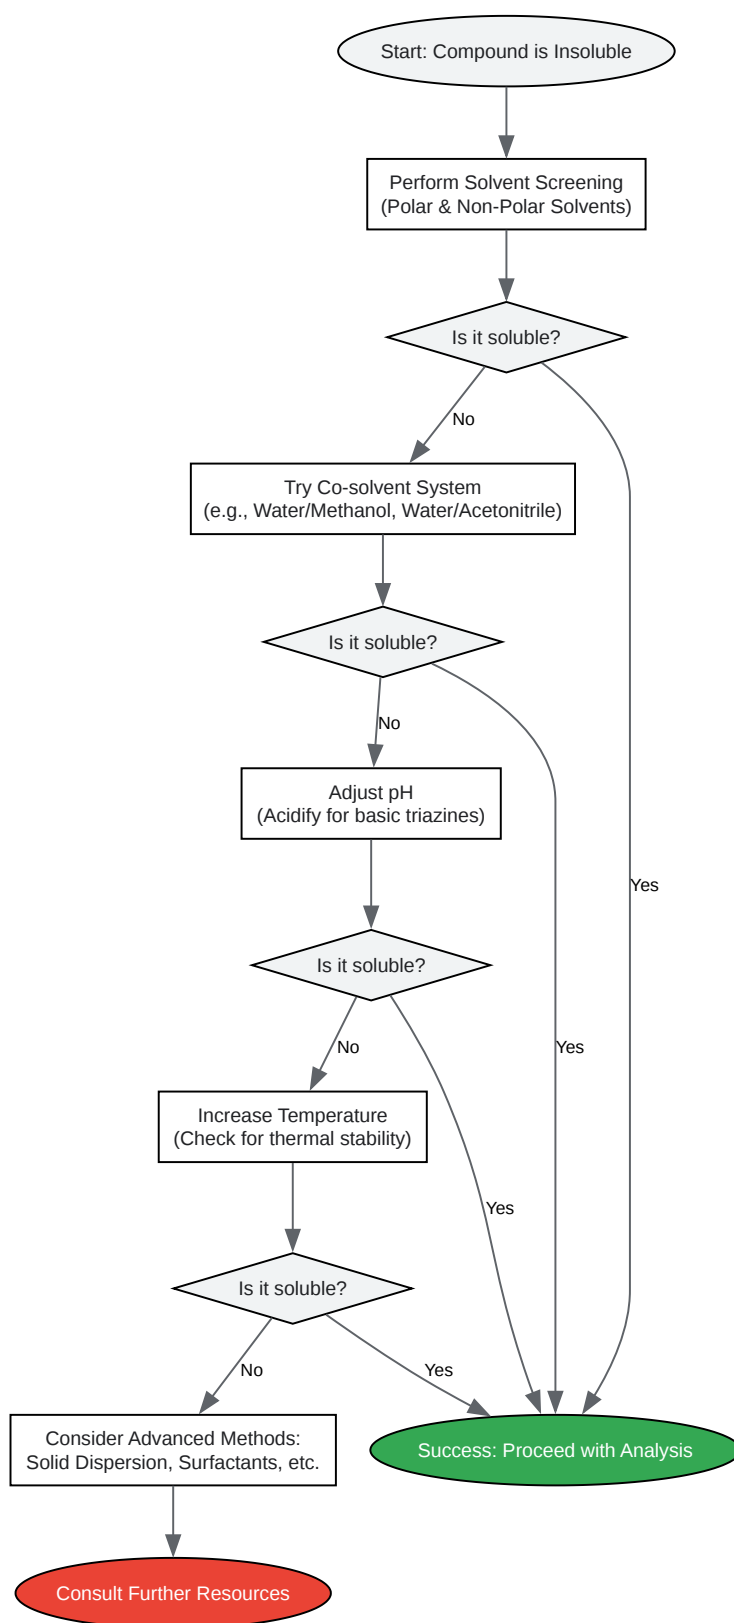 Start: Compound is Insoluble
Perform Solvent Screening
(Polar & Non-Polar Solvents)
Is it soluble?
No
Try Co-solvent System
(e.g., Water/Methanol, Water/Acetonitrile)
Is it soluble?
No
Adjust pH
(Acidify for basic triazines)
Yes
Is it soluble?
No
Yes
Increase Temperature
(Check for thermal stability)
Yes
Is it soluble?
No
Yes
Consider Advanced Methods:
Solid Dispersion, Surfactants, etc.
Success: Proceed with Analysis
Consult Further Resources